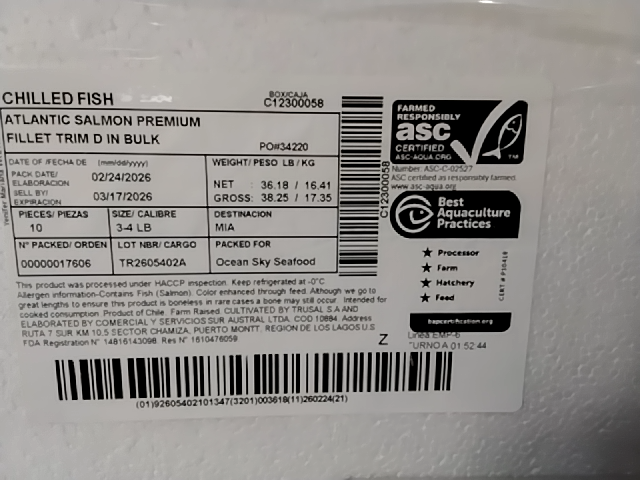 CHILLED FISH
BOX/CAJA
C12300058
ATLANTIC SALMON PREMIUM
FILLET TRIM D IN BULK
PO#34220
DATE OF /FECHA DE (mm/dd/yyyy)
PACK DATE/
ELABORACION
02/24/2026
SELL BY/
EXPIRACION
03/17/2026
WEIGHT/ PESO LB / KG
NET : 36.18 / 16.41
GROSS: 38.25 / 17.35
PIECES/ PIEZAS
10
SIZE/ CALIBRE
3-4 LB
DESTINACION
MIA
N° PACKED/ ORDEN
00000017606
LOT NBR/ CARGO
TR2605402A
PACKED FOR
Ocean Sky Seafood
C12300058
This product was processed under HACCP inspection. Keep refrigerated at -0°C
Allergen information-Contains Fish (Salmon). Color enhanced through feed. Although we go to
great lengths to ensure this product is boneless in rare cases a bone may still occur. Intended for
cooked consumption. Product of Chile. Farm Raised. CULTIVATED BY TRUSAL S.A AND
ELABORATED BY COMERCIAL Y SERVICIOS SUR AUSTRAL LTDA. COD 10884. Address
RUTA 7 SUR KM 10.5 SECTOR CHAMIZA, PUERTO MONTT. REGION DE LOS LAGOS U.S
FDA Registration N° 14816143098. Res N° 1610476059
Z
(01)92605402101347(3201)003618(11)260224(21)
FARMED
RESPONSIBLY
asc
CERTIFIED
ASC-AQUA.ORG
TM
Number: ASC-C-02527
ASC certified as responsibly farmed
www.asc-aqua.org
Best
Aquaculture
Practices
★ Processor
★ Farm
★ Hatchery
★ Feed
CERT # P10418
bapcertification.org
Linea EMP-6
TURNO A 01:52:44